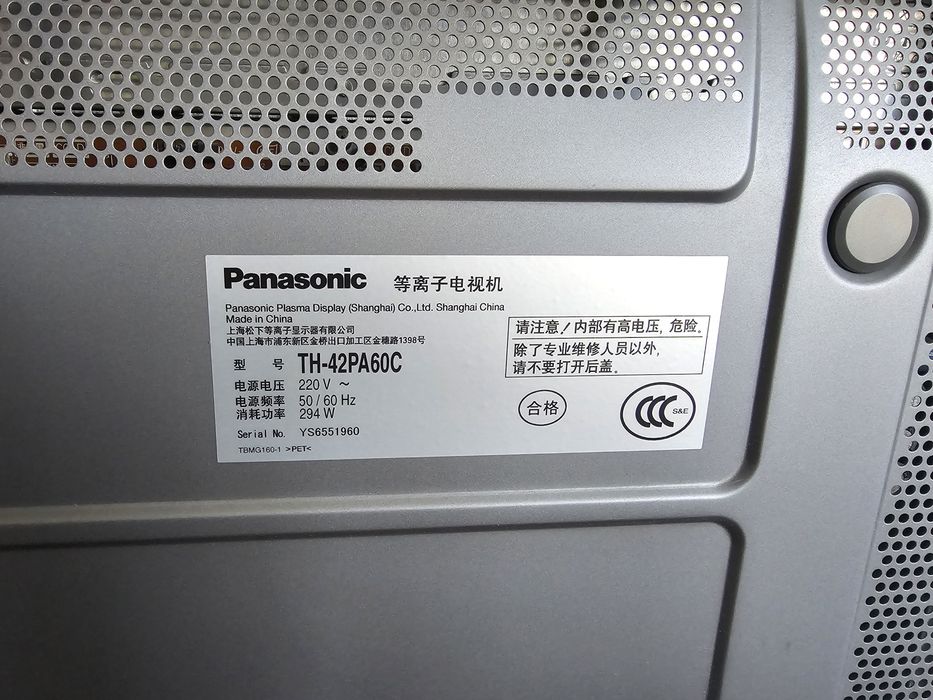 Panasonic 等离子电视机
Panasonic Plasma Display (Shanghai) Co.,Ltd. Shanghai China
Made in China
上海松下等离子显示器有限公司
中国上海市浦东新区金桥出口加工区金穗路1398号
型 号 TH-42PA60C
电源电压 220 V ~
电源频率 50 / 60 Hz
消耗功率 294 W
Serial No. YS6551960
TBMG160-1 >PET<
请注意!内部有高电压, 危险。
除了专业维修人员以外,
请不要打开后盖。
合格
CCC S&E